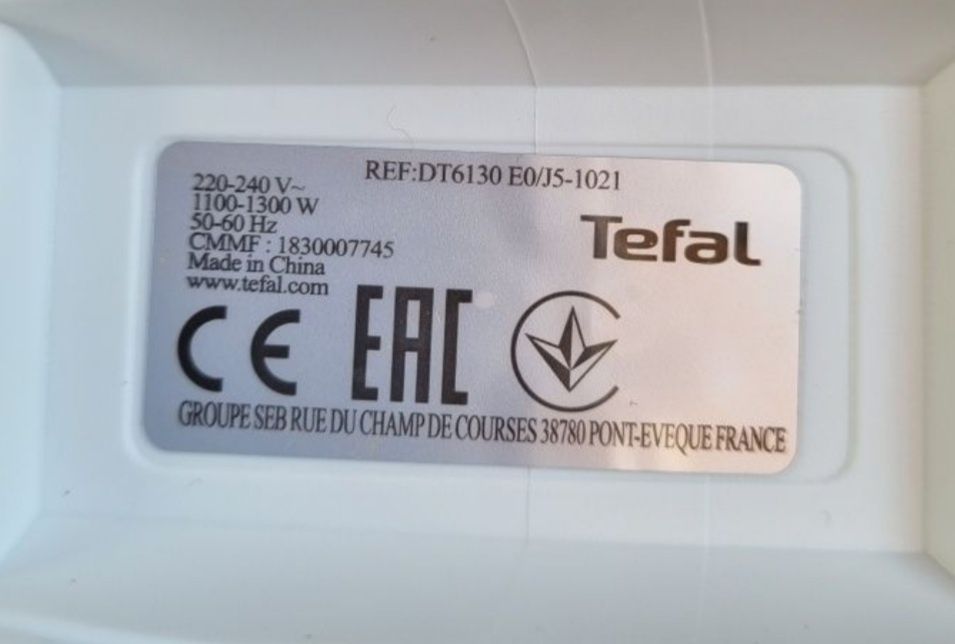 REF:DT6130 E0/J5-1021
220-240 V~
1100-1300 W
50-60 Hz
CMMF : 1830007745
Made in China
www.tefal.com
Tefal
CE EAC
GROUPE SEB RUE DU CHAMP DE COURSES 38780 PONT-EVEQUE FRANCE